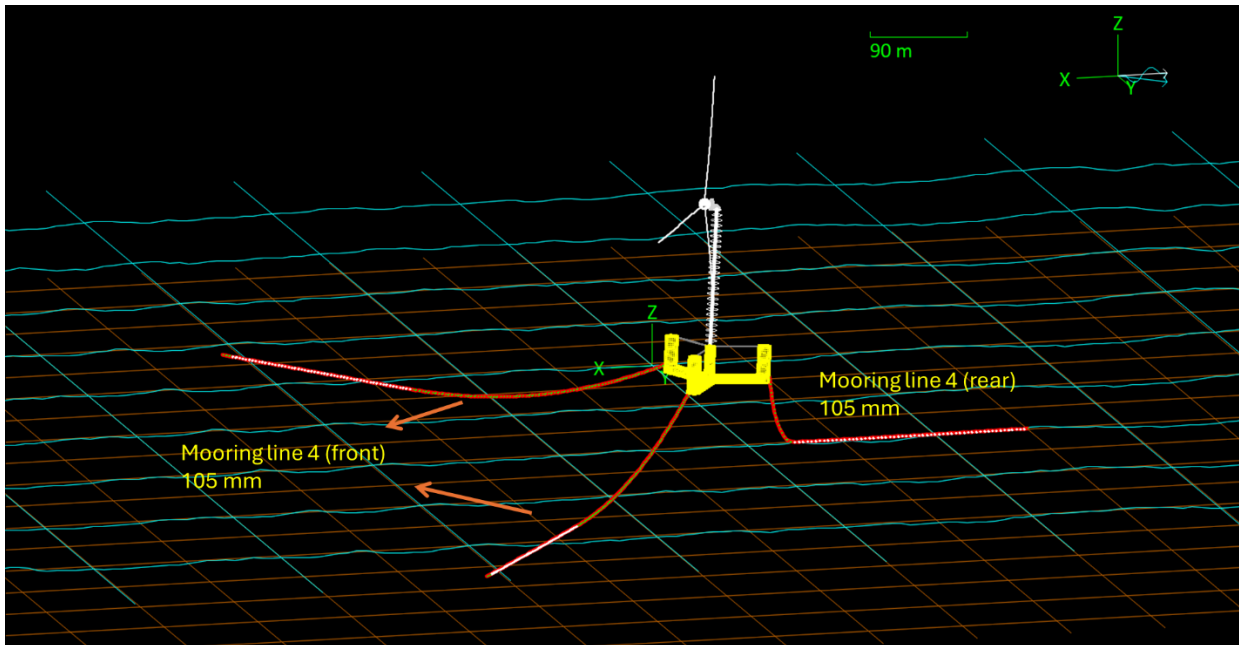 90 m
Z
X
Y
Z
X
Y
Mooring line 4 (rear)
105 mm
Mooring line 4 (front)
105 mm